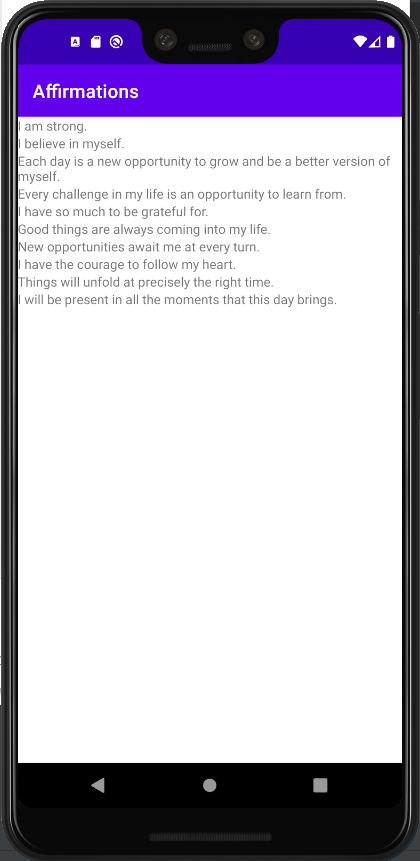 Affirmations
I am strong.
I believe in myself.
Each day is a new opportunity to grow and be a better version of
myself.
Every challenge in my life is an opportunity to learn from.
I have so much to be grateful for.
Good things are always coming into my life.
New opportunities await me at every turn.
I have the courage to follow my heart.
Things will unfold at precisely the right time.
I will be present in all the moments that this day brings.